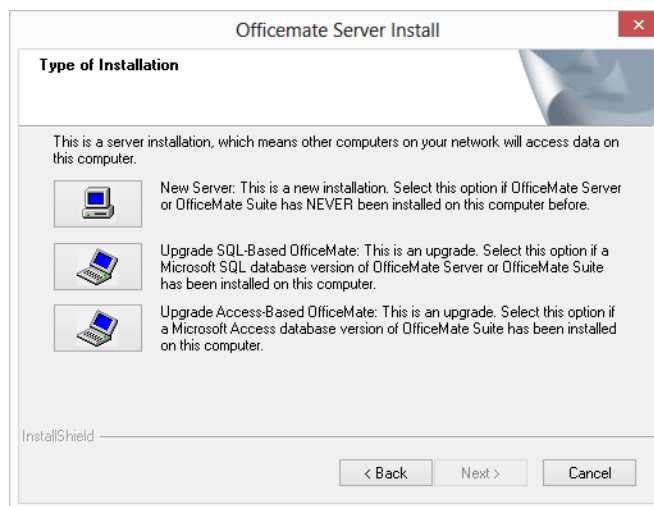 Officemate Server Install
Type of Installation
This is a server installation, which means other computers on your network will access data on
this computer.
New Server: This is a new installation. Select this option if OfficeMate Server
or OfficeMate Suite has NEVER been installed on this computer before.
Upgrade SQL-Based OfficeMate: This is an upgrade. Select this option if a
Microsoft SQL database version of OfficeMate Server or OfficeMate Suite
has been installed on this computer.
Upgrade Access-Based OfficeMate: This is an upgrade. Select this option if
a Microsoft Access database version of OfficeMate Suite has been installed
on this computer.
InstallShield
< Back
Next >
Cancel